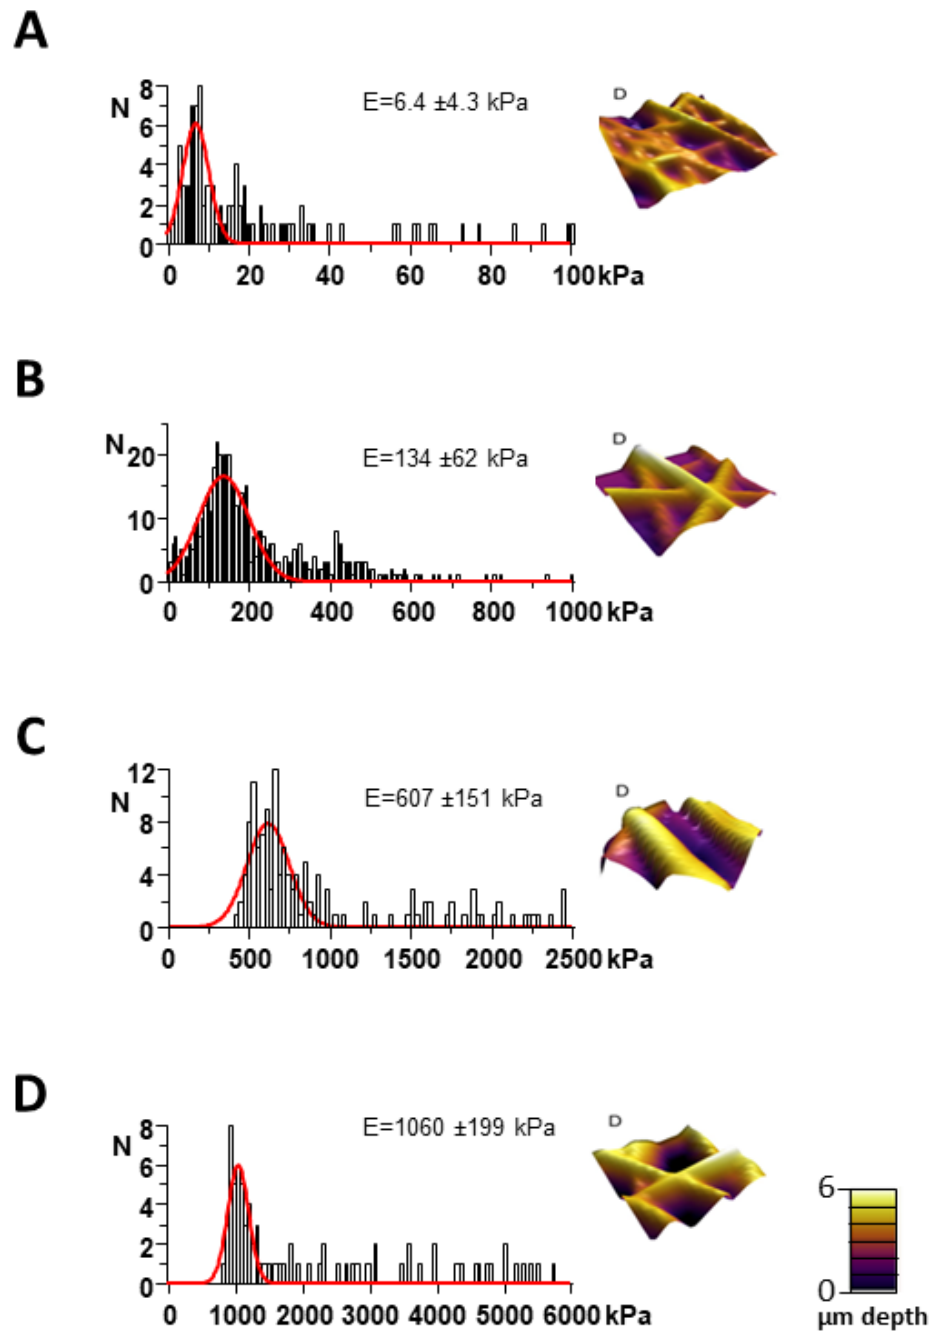 A
N
8
6
4
2
0
E=6.4 ±4.3 kPa
D
0 20 40 60 80 100 kPa
B
N
20
10
0
E=134 ±62 kPa
D
0 200 400 600 800 1000 kPa
C
N
12
8
4
0
E=607 ±151 kPa
D
0 500 1000 1500 2000 2500 kPa
D
N
8
6
4
2
0
E=1060 ±199 kPa
D
0 1000 2000 3000 4000 5000 6000 kPa
6
0
µm depth